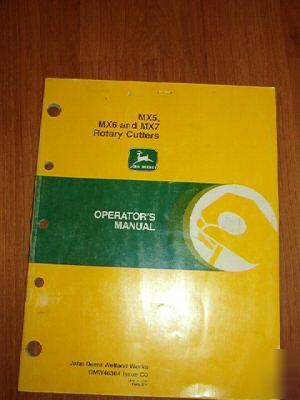 MX5,
MX6 and MX7
Rotary Cutters
JOHN DEERE
OPERATOR'S
MANUAL
John Deere Welland Works
OMW46364 Issue C0